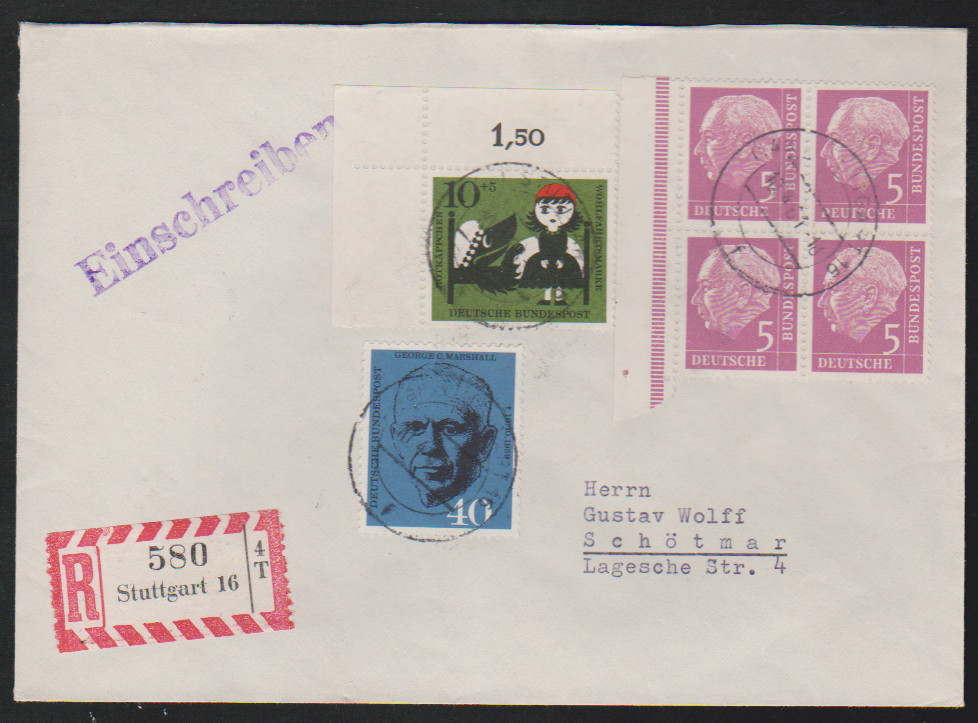 Einschreiben
1,50
10+5
ROTKÄPPCHEN
WOHLFAHRTSMARKE
DEUTSCHE BUNDESPOST
5
DEUTSCHE
BUNDESPOST
5
DEUTSCHE
BUNDESPOST
5
DEUTSCHE
BUNDESPOST
5
DEUTSCHE
BUNDESPOST
GEORGE C. MARSHALL
DEUTSCHE BUNDESPOST
40
Herrn
Gustav Wolff
Schötmar
Lagesche Str. 4
R
580
Stuttgart 16
4
T